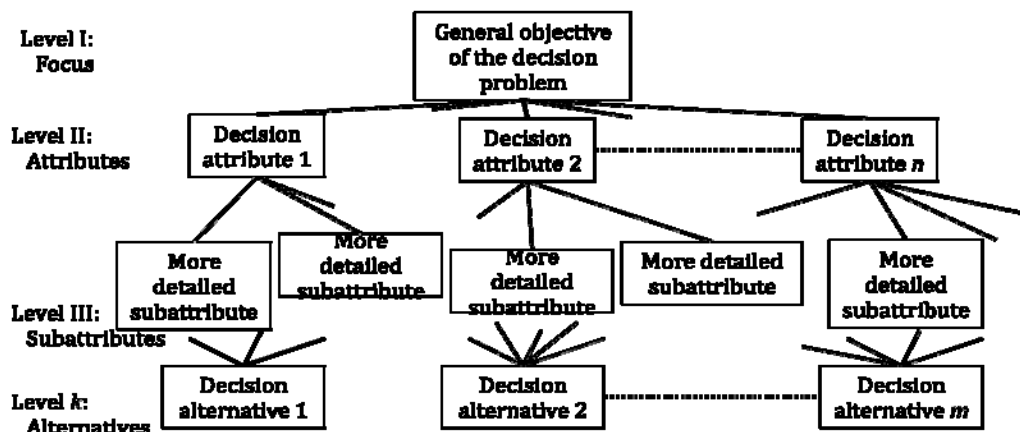 Level I:
Focus
General objective
of the decision
problem
Level II:
Attributes
Decision
attribute 1
Decision
attribute 2
Decision
attribute n
More
detailed
subattribute
More
detailed
subattribute
More
detailed
subattribute
More detailed
subattribute
More
detailed
subattribute
Level III:
Subattributes
Level k:
Alternatives
Decision
alternative 1
Decision
alternative 2
Decision
alternative m